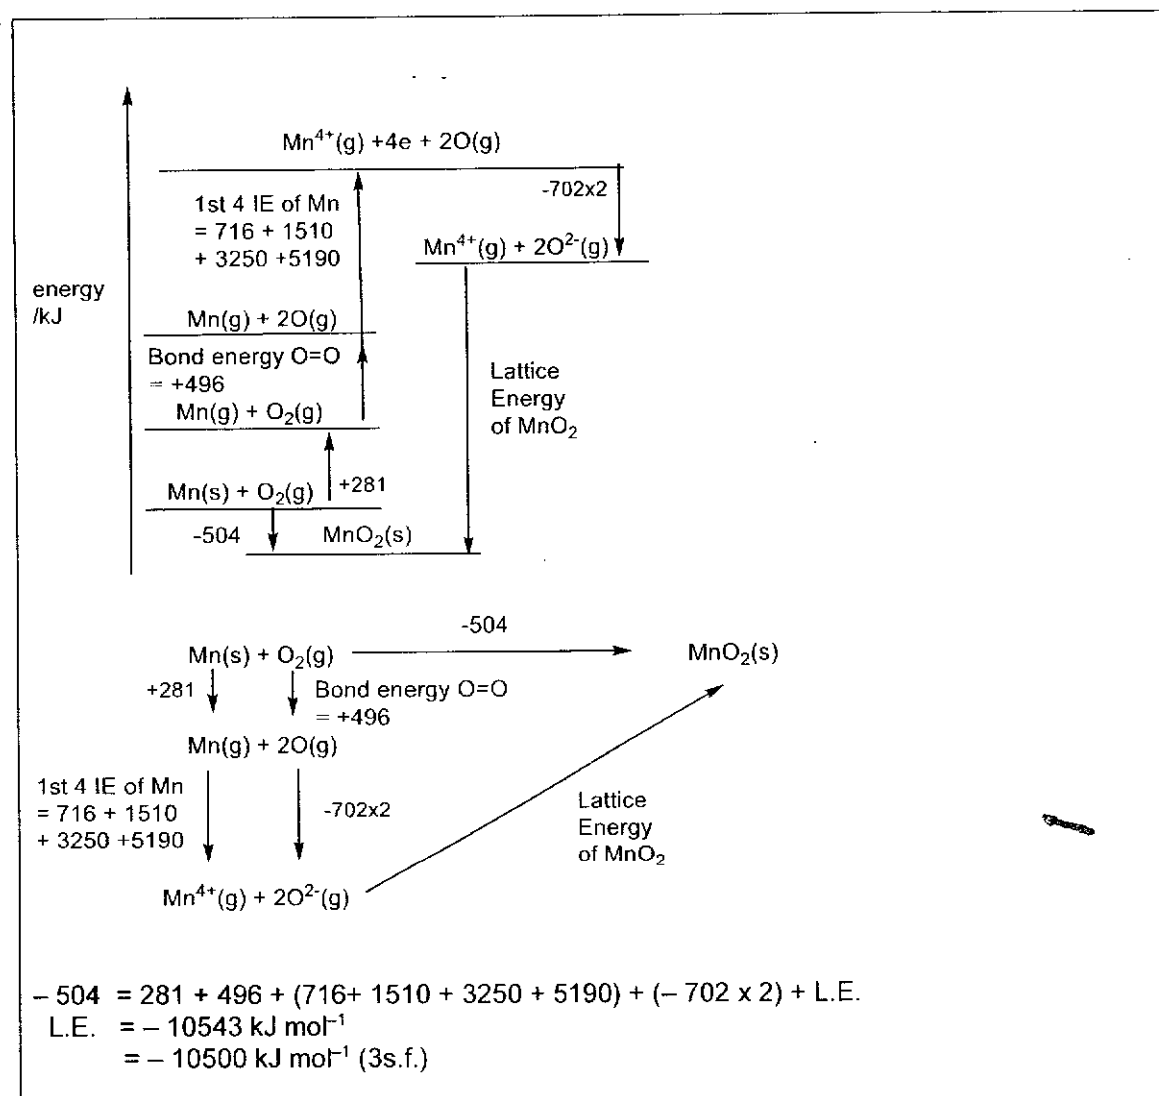 Mn⁴⁺(g) +4e + 2O(g)
-702x2
1st 4 IE of Mn
= 716 + 1510
+ 3250 +5190
Mn⁴⁺(g) + 2O²⁻(g)
energy
/kJ
Mn(g) + 2O(g)
Bond energy O=O
= +496
Mn(g) + O₂(g)
Lattice
Energy
of MnO₂
Mn(s) + O₂(g)
+281
-504
MnO₂(s)
-504
Mn(s) + O₂(g)
MnO₂(s)
+281
Bond energy O=O
= +496
Mn(g) + 2O(g)
1st 4 IE of Mn
= 716 + 1510
+ 3250 +5190
-702x2
Lattice
Energy
of MnO₂
Mn⁴⁺(g) + 2O²⁻(g)
– 504 = 281 + 496 + (716+ 1510 + 3250 + 5190) + (– 702 x 2) + L.E.
L.E. = – 10543 kJ mol⁻¹
= – 10500 kJ mol⁻¹ (3s.f.)